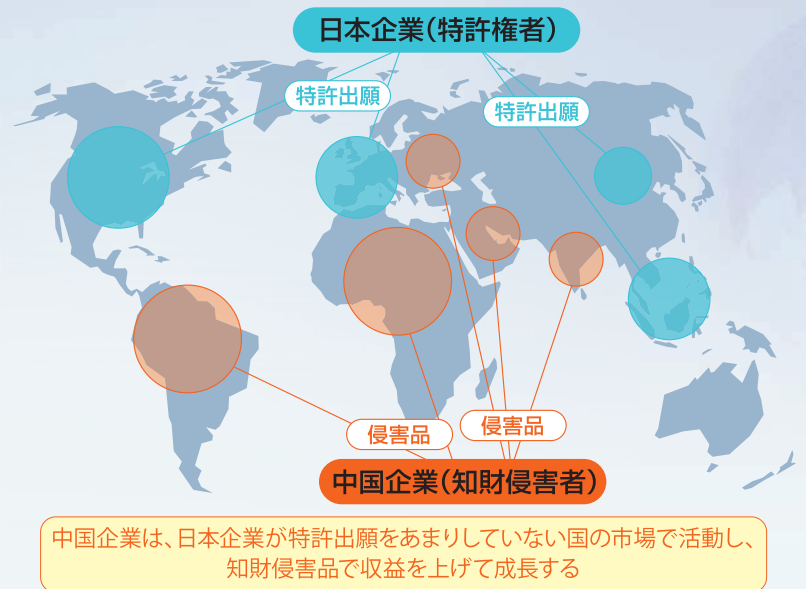 日本企業(特許権者)
特許出願
特許出願
侵害品
侵害品
中国企業(知財侵害者)
中国企業は、日本企業が特許出願をあまりしていない国の市場で活動し、
知財侵害品で収益を上げて成長する